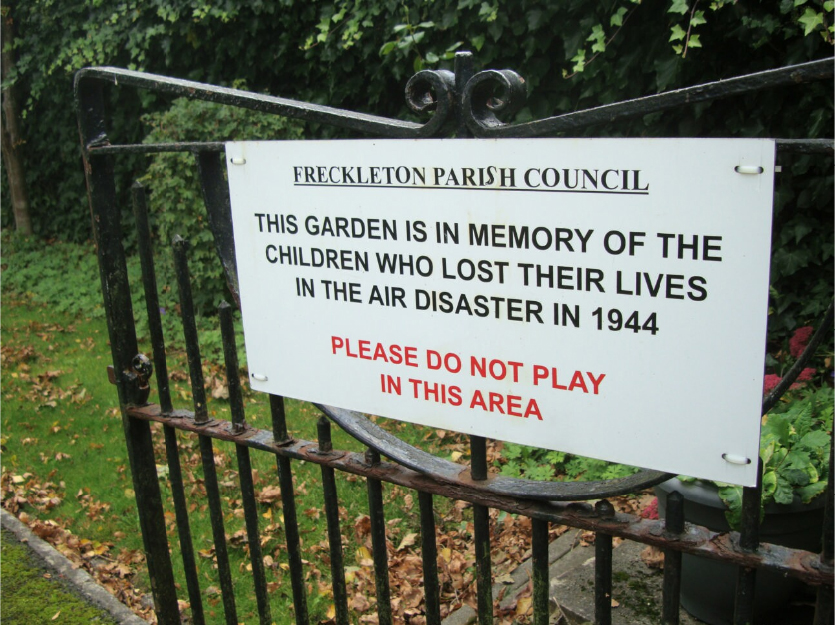 FRECKLETON PARISH COUNCIL
THIS GARDEN IS IN MEMORY OF THE
CHILDREN WHO LOST THEIR LIVES
IN THE AIR DISASTER IN 1944
PLEASE DO NOT PLAY
IN THIS AREA